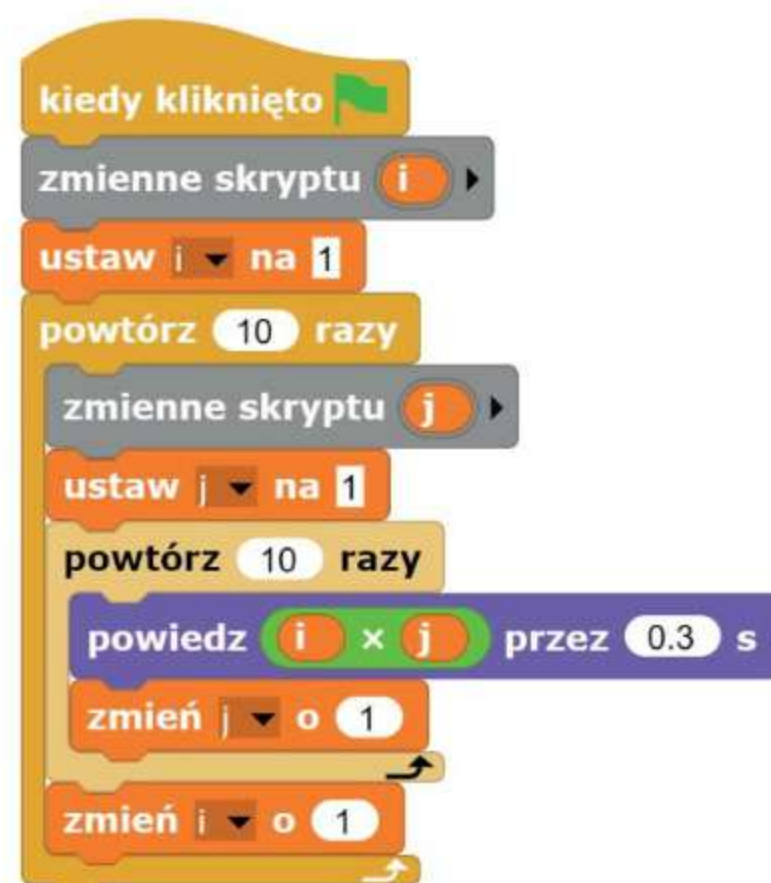 kiedy kliknięto
zmienne skryptu i
ustaw i na 1
powtórz 10 razy
zmienne skryptu j
ustaw j na 1
powtórz 10 razy
powiedz i × j przez 0.3 s
zmień j o 1
zmień i o 1